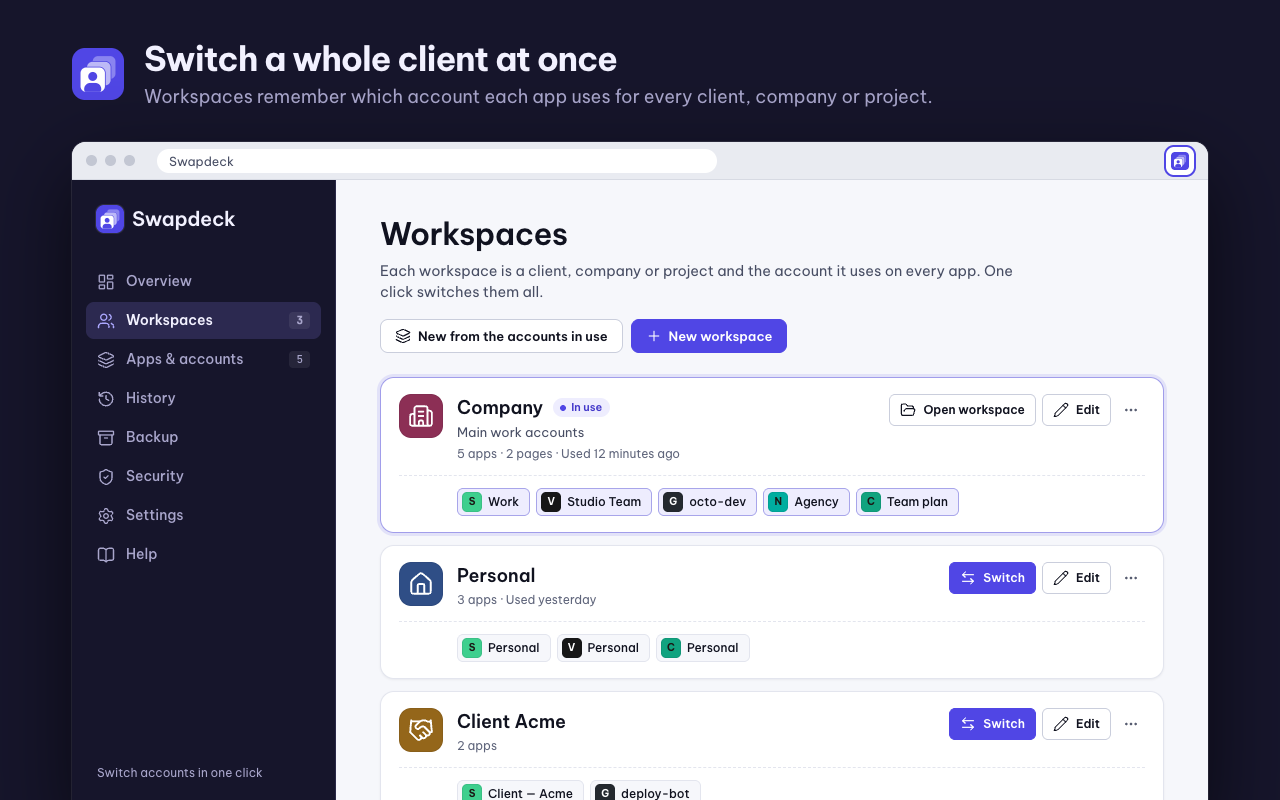 Switch a whole client at once
Workspaces remember which account each app uses for every client, company or project.
Swapdeck
Swapdeck
Overview
Workspaces 3
Apps & accounts 5
History
Backup
Security
Settings
Help
Switch accounts in one click
Workspaces
Each workspace is a client, company or project and the account it uses on every app. One
click switches them all.
New from the accounts in use
New workspace
Company In use
Open workspace
Edit
Main work accounts
5 apps · 2 pages · Used 12 minutes ago
S Work
V Studio Team
G octo-dev
N Agency
C Team plan
Personal
Switch
Edit
3 apps · Used yesterday
S Personal
V Personal
C Personal
Client Acme
Switch
Edit
2 apps
S Client — Acme
G deploy-bot